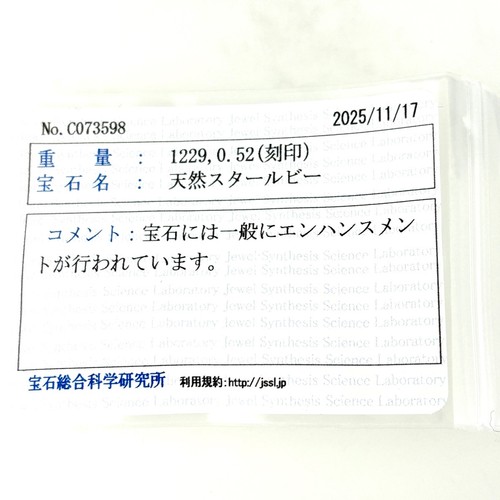 No.C073598
2025/11/17
重 量 : 1229,0.52(刻印)
宝石名 : 天然スタールビー
コメント:宝石には一般にエンハンスメン
トが行われています。
宝石総合科学研究所 利用規約:http://jssl.jp